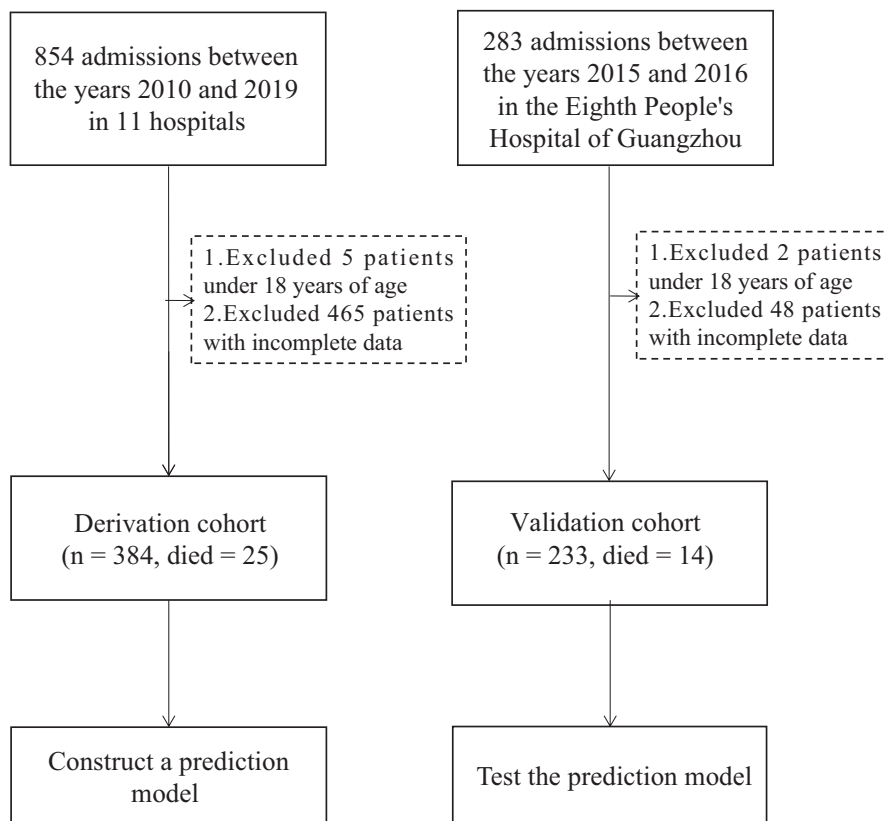 854 admissions between
the years 2010 and 2019
in 11 hospitals
283 admissions between
the years 2015 and 2016
in the Eighth People's
Hospital of Guangzhou
1.Excluded 5 patients
under 18 years of age
2.Excluded 465 patients
with incomplete data
1.Excluded 2 patients
under 18 years of age
2.Excluded 48 patients
with incomplete data
Derivation cohort
(n = 384, died = 25)
Validation cohort
(n = 233, died = 14)
Construct a prediction
model
Test the prediction model